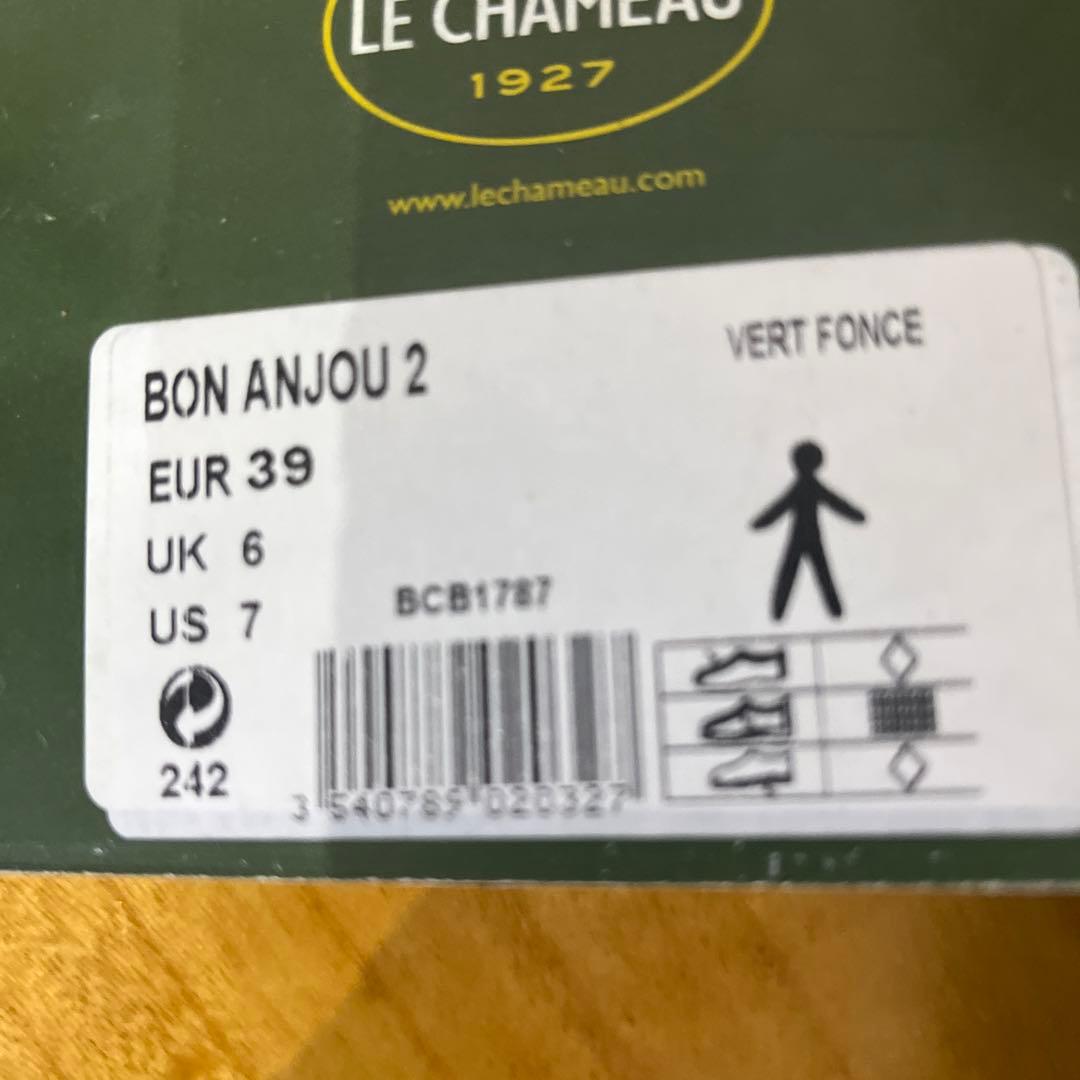 LE CHAMEAU
1927
www.lechameau.com
BON ANJOU 2
VERT FONCE
EUR 39
UK 6
US 7
BCB1787
242
3 540789 020327